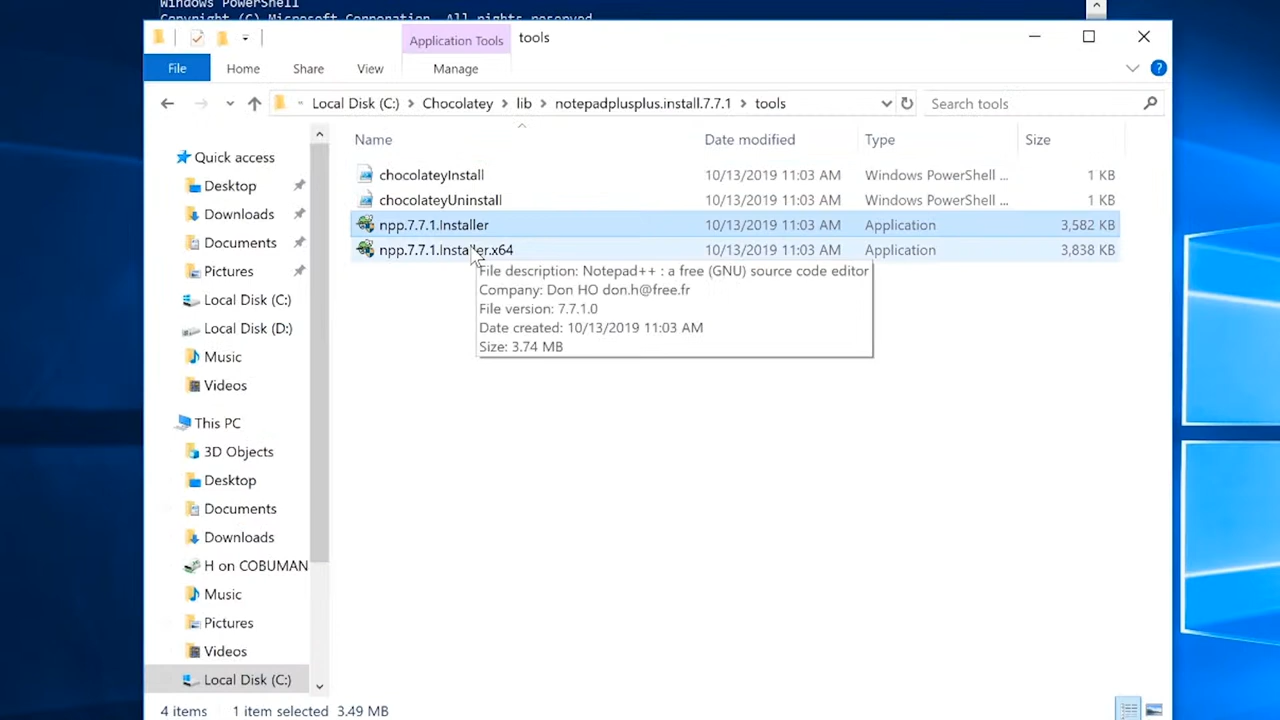 Windows PowerShell
Copyright (C) Microsoft Corporation. All rights reserved.
Application Tools
tools
File
Home
Share
View
Manage
« Local Disk (C:) > Chocolatey > lib > notepadplusplus.install.7.7.1 > tools
Search tools
Name
Date modified
Type
Size
Quick access
Desktop
Downloads
Documents
Pictures
Local Disk (C:)
Local Disk (D:)
Music
Videos
This PC
3D Objects
Desktop
Documents
Downloads
H on COBUMAN
Music
Pictures
Videos
Local Disk (C:)
chocolateyInstall 10/13/2019 11:03 AM Windows PowerShell ... 1 KB
chocolateyUninstall 10/13/2019 11:03 AM Windows PowerShell ... 1 KB
npp.7.7.1.Installer 10/13/2019 11:03 AM Application 3,582 KB
npp.7.7.1.Installer.x64 10/13/2019 11:03 AM Application 3,838 KB
File description: Notepad++ : a free (GNU) source code editor
Company: Don HO don.h@free.fr
File version: 7.7.1.0
Date created: 10/13/2019 11:03 AM
Size: 3.74 MB
4 items
1 item selected 3.49 MB